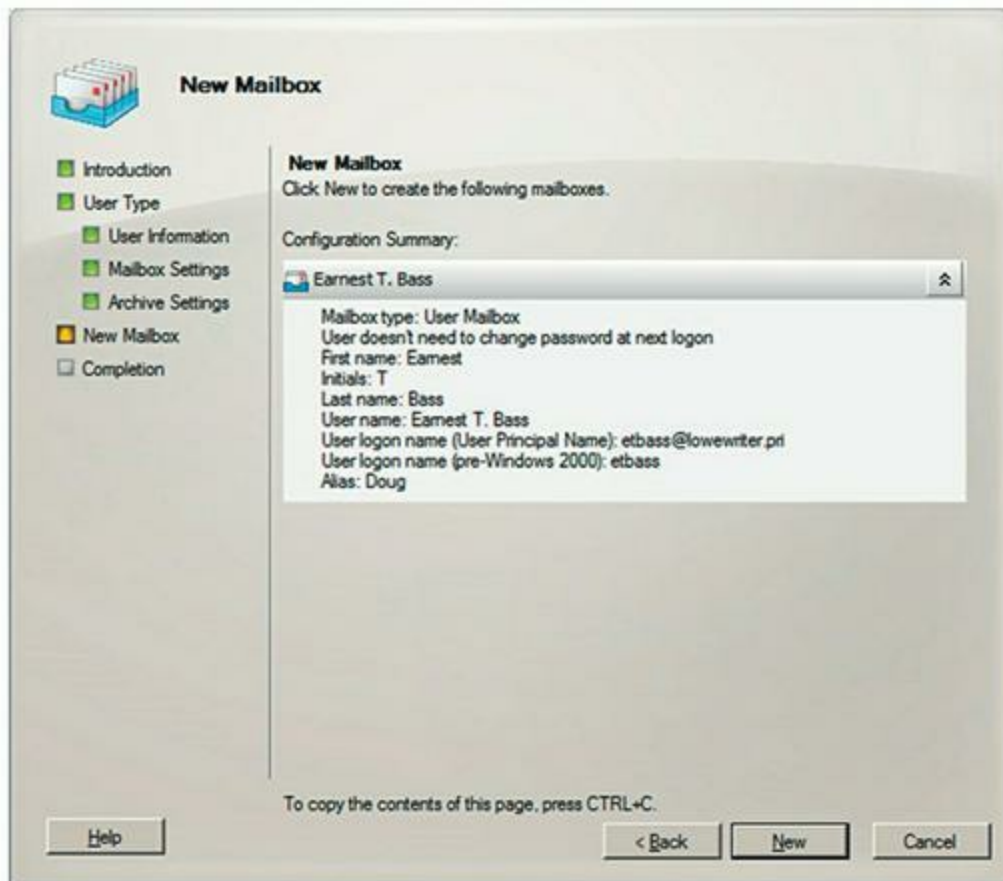 New Mailbox
Introduction
User Type
User Information
Mailbox Settings
Archive Settings
New Mailbox
Completion
New Mailbox
Click New to create the following mailboxes.
Configuration Summary:
Earnest T. Bass
Mailbox type: User Mailbox
User doesn't need to change password at next logon
First name: Earnest
Initials: T
Last name: Bass
User name: Earnest T. Bass
User logon name (User Principal Name): etbass@lowewriter.pri
User logon name (pre-Windows 2000): etbass
Alias: Doug
To copy the contents of this page, press CTRL+C.
Help
< Back
New
Cancel